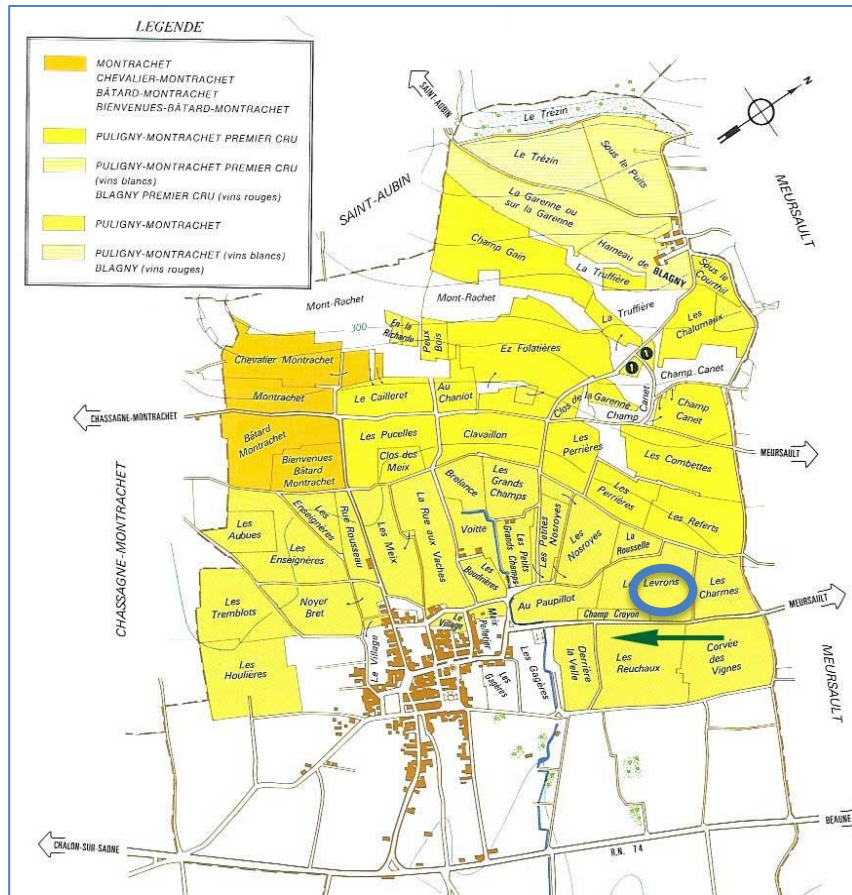 LEGENDE
MONTRACHET
CHEVALIER-MONTRACHET
BÂTARD-MONTRACHET
BIENVENUES-BÂTARD-MONTRACHET
PULIGNY-MONTRACHET PREMIER CRU
PULIGNY-MONTRACHET PREMIER CRU
(vins blancs)
BLAGNY PREMIER CRU (vins rouges)
PULIGNY-MONTRACHET
PULIGNY-MONTRACHET (vins blancs)
BLAGNY (vins rouges)
SAINT AUBIN
N
Le Trézin
Le Trézin
Sous le Puits
SAINT-AUBIN
MEURSAULT
La Garenne ou
sur la Garenne
Champ Gain
Hameau de
BLAGNY
Sous le
Courthil
La Truffière
Mont-Rachet
Mont-Rachet
La Truffière
Les
Chalumaux
300
En la
Richarde
Peux
Bois
Ez Folatières
Chevalier Montrachet
Champ Canet
Montrachet
Le Cailleret
Au
Chaniot
Clos de la Garenne
Champ
Canet
Champ
Canet
CHASSAGNE-MONTRACHET
Bâtard
Montrachet
Les Pucelles
Clavaillon
Clos des
Meix
Les
Perrières
Les Combettes
MEURSAULT
Bienvenues
Bâtard
Montrachet
Brelance
Les
Grands
Champs
Les
Perrières
Les Referts
CHASSAGNE-MONTRACHET
Les
Aubues
Les
Enseignères
Les
Enseignères
Rue Rousseau
Les Meix
La Rue aux
Vaches
Voitte
Les Petits
Grands Champs
Les Petites
Nosroyes
Les Nosroyes
La
Rousselle
Les Boudrières
Levrons
Les
Charmes
Les
Tremblots
Noyer
Bret
Au Paupillot
Champ Croyon
MEURSAULT
Le Village
Meix
Pelletier
Le Village
Les
Houlières
Les
Gagères
Les Gagères
Derrière
la Velle
Les
Reuchaux
Corvée
des
Vignes
MEURSAULT
CHALON-SUR-SAONE
R.N. 74
BEAUNE